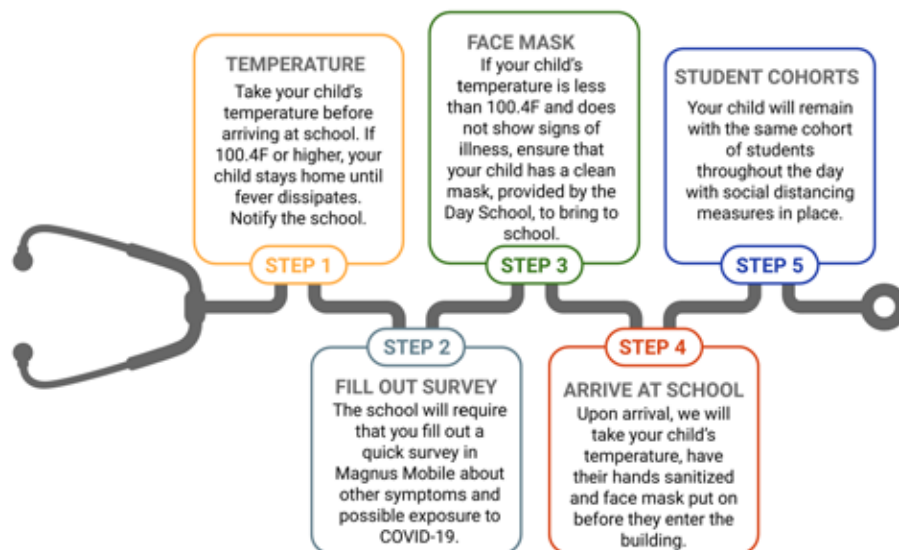 TEMPERATURE
Take your child's
temperature before
arriving at school. If
100.4F or higher, your
child stays home until
fever dissipates.
Notify the school.
STEP 1
STEP 2
FILL OUT SURVEY
The school will require
that you fill out a
quick survey in
Magnus Mobile about
other symptoms and
possible exposure to
COVID-19.
FACE MASK
If your child's
temperature is less
than 100.4F and does
not show signs of
illness, ensure that
your child has a clean
mask, provided by the
Day School, to bring to
school.
STEP 3
STEP 4
ARRIVE AT SCHOOL
Upon arrival, we will
take your child's
temperature, have
their hands sanitized
and face mask put on
before they enter the
building.
STUDENT COHORTS
Your child will remain
with the same cohort
of students
throughout the day
with social distancing
measures in place.
STEP 5